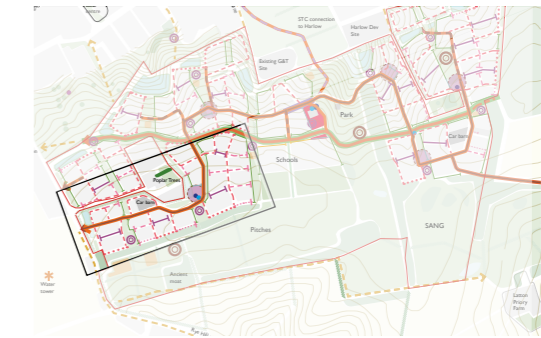 STC connection
to Harlow
Harlow Dev
Site
Existing G&T
Site
Park
Car barn
Schools
Poplar Trees
Car barn
SANG
Pitches
Ancient
moat
Water
tower
Latton
Priory
Farm